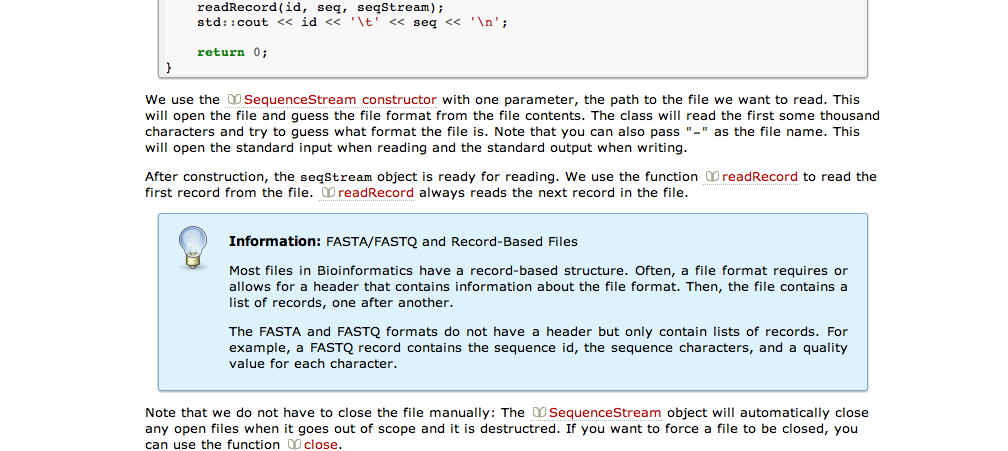 readRecord(id, seq, seqStream);
std::cout << id << '\t' << seq << '\n';
return 0;
}
We use the SequenceStream constructor with one parameter, the path to the file we want to read. This
will open the file and guess the file format from the file contents. The class will read the first some thousand
characters and try to guess what format the file is. Note that you can also pass "-" as the file name. This
will open the standard input when reading and the standard output when writing.
After construction, the seqStream object is ready for reading. We use the function readRecord to read the
first record from the file. readRecord always reads the next record in the file.
Information: FASTA/FASTQ and Record-Based Files
Most files in Bioinformatics have a record-based structure. Often, a file format requires or
allows for a header that contains information about the file format. Then, the file contains a
list of records, one after another.
The FASTA and FASTQ formats do not have a header but only contain lists of records. For
example, a FASTQ record contains the sequence id, the sequence characters, and a quality
value for each character.
Note that we do not have to close the file manually: The SequenceStream object will automatically close
any open files when it goes out of scope and it is destructred. If you want to force a file to be closed, you
can use the function close.